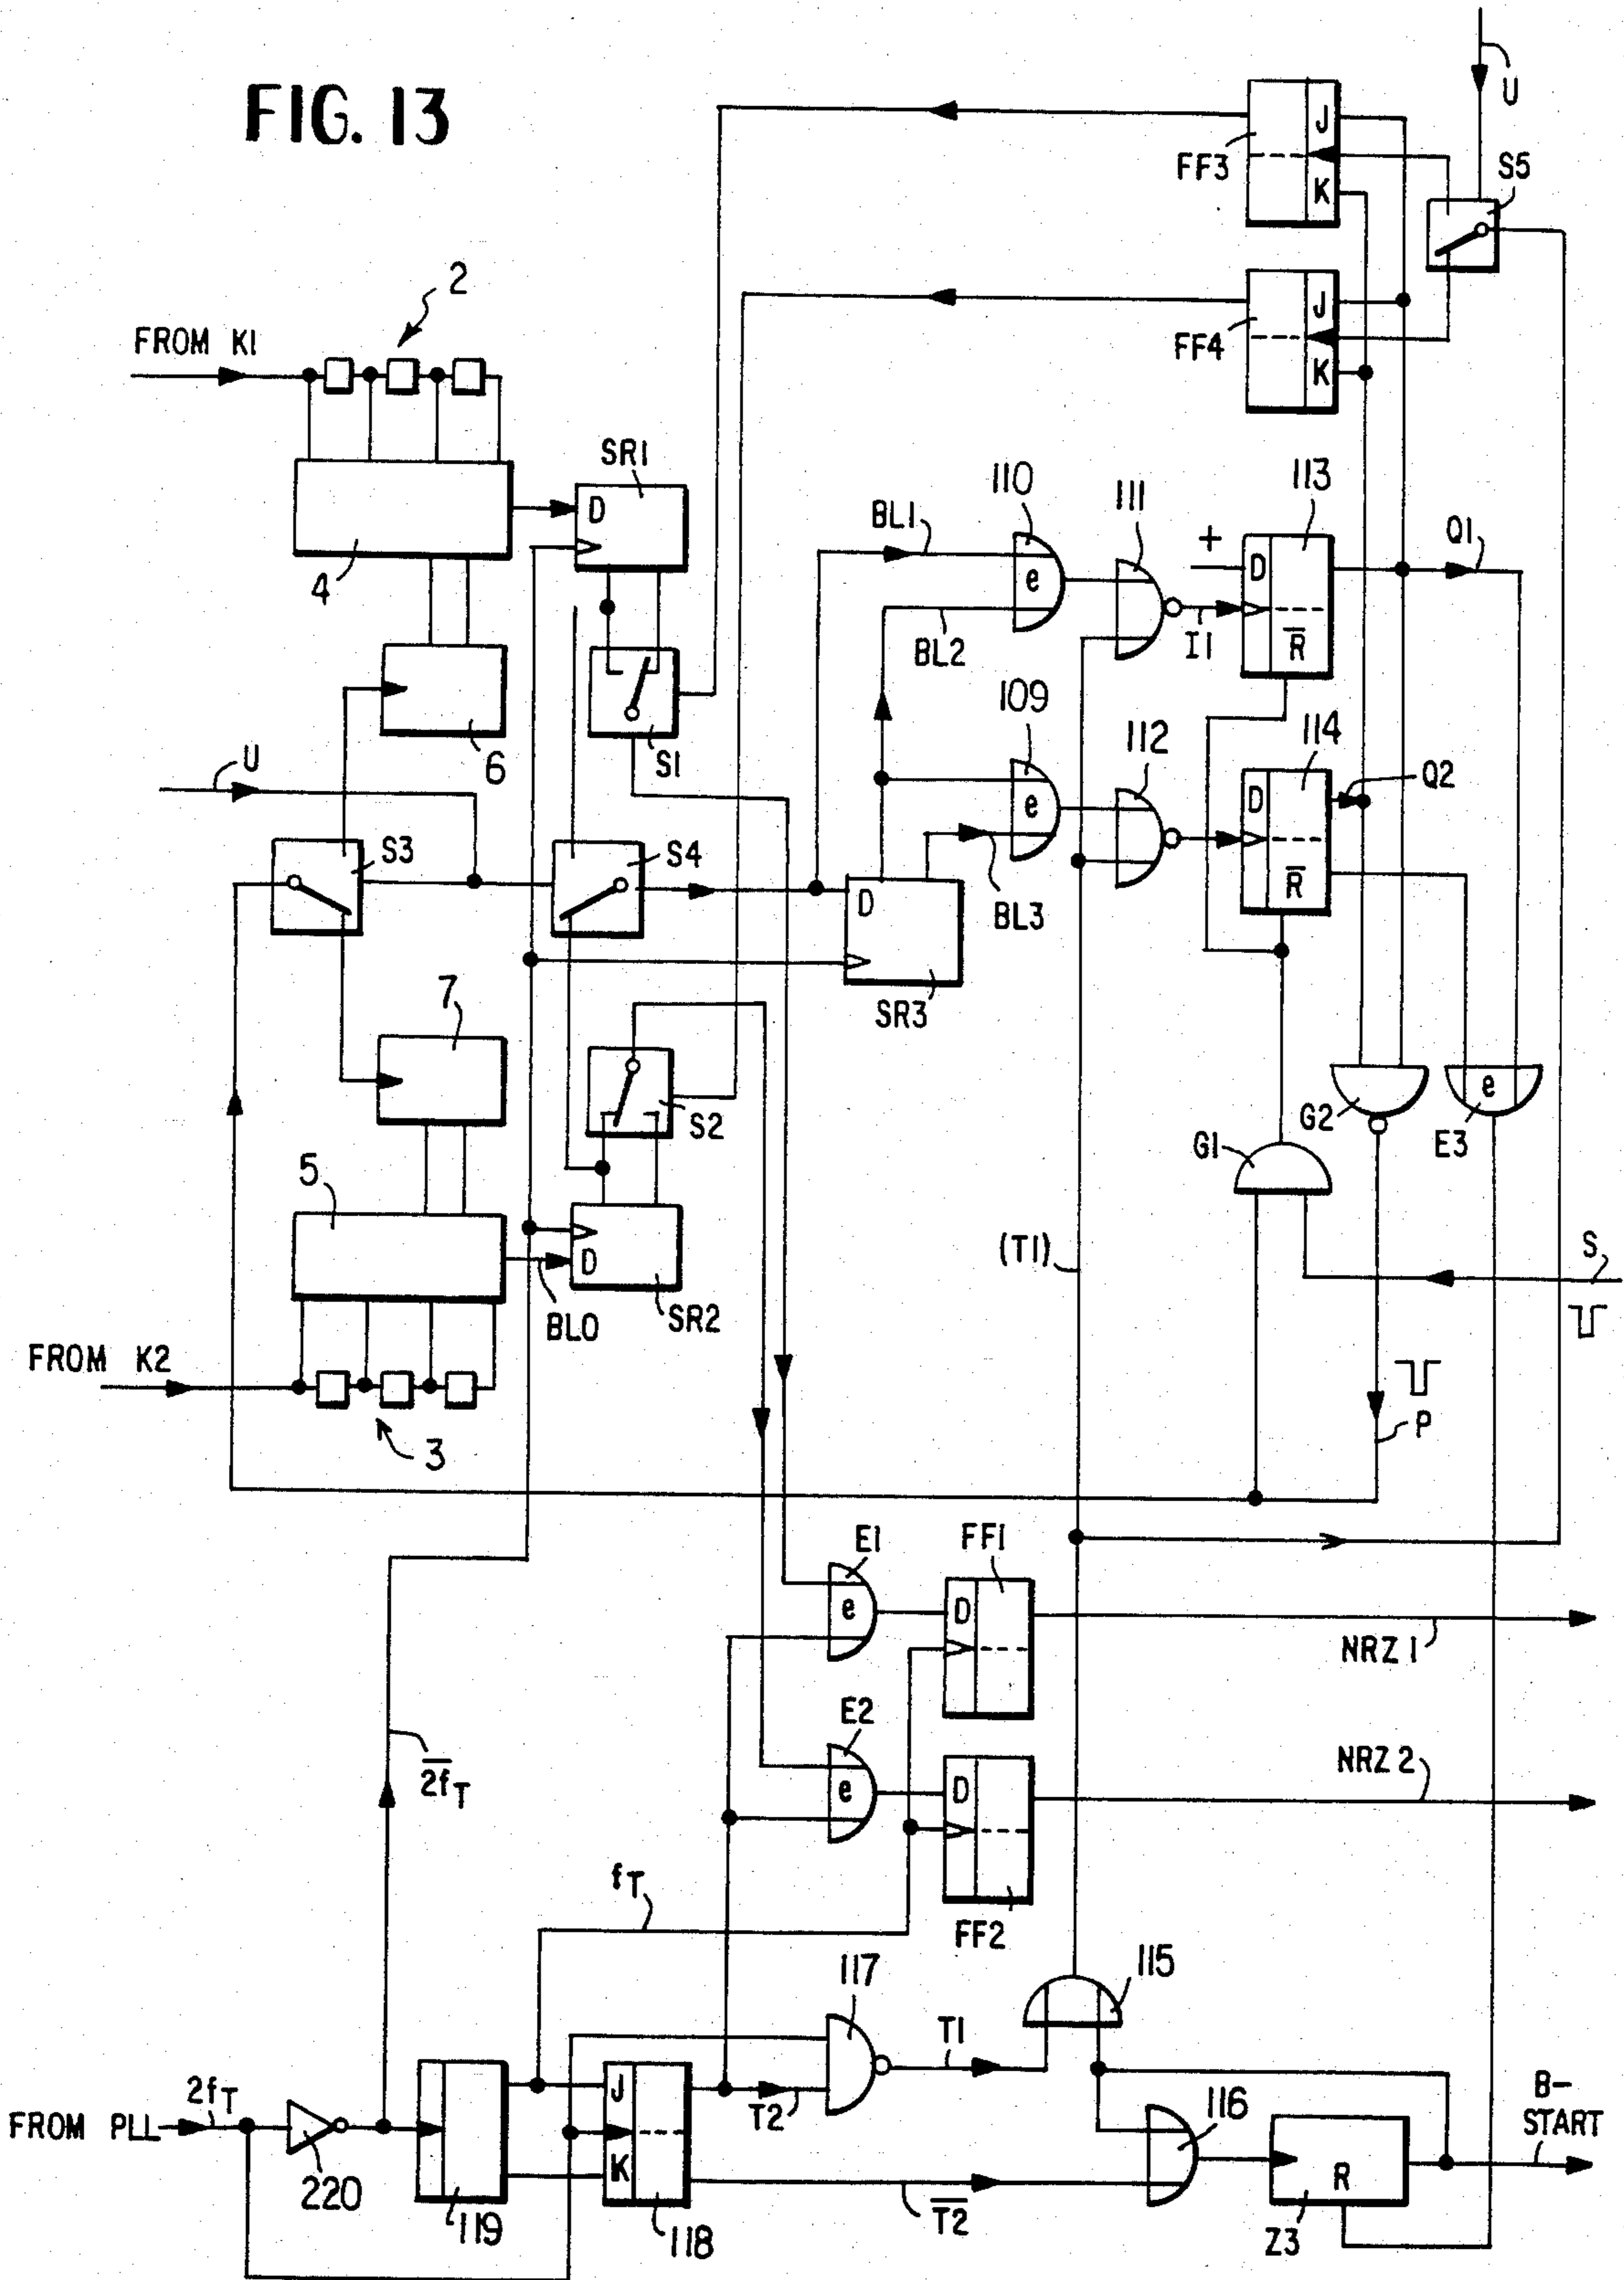 FIG. 13
U
J
FF3
K
S5
J
FF4
K
2
FROM K1
SR1
D
4
110
BL1
e
111
+
113
D
Q1
I1
R̅
BL2
6
S1
U
109
e
112
114
D
Q2
R̅
S3
S4
D
BL3
SR3
7
S2
G2
e
E3
G1
5
D
BL0
SR2
(T1)
S
FROM K2
3
P
E1
e
FF1
D
NRZ 1
E2
e
D
NRZ 2
2fT̅
fT
FF2
117
115
T1
FROM PLL
2fT
J
T2
K
116
B-
START
220
119
118
T̅2̅
R
Z3